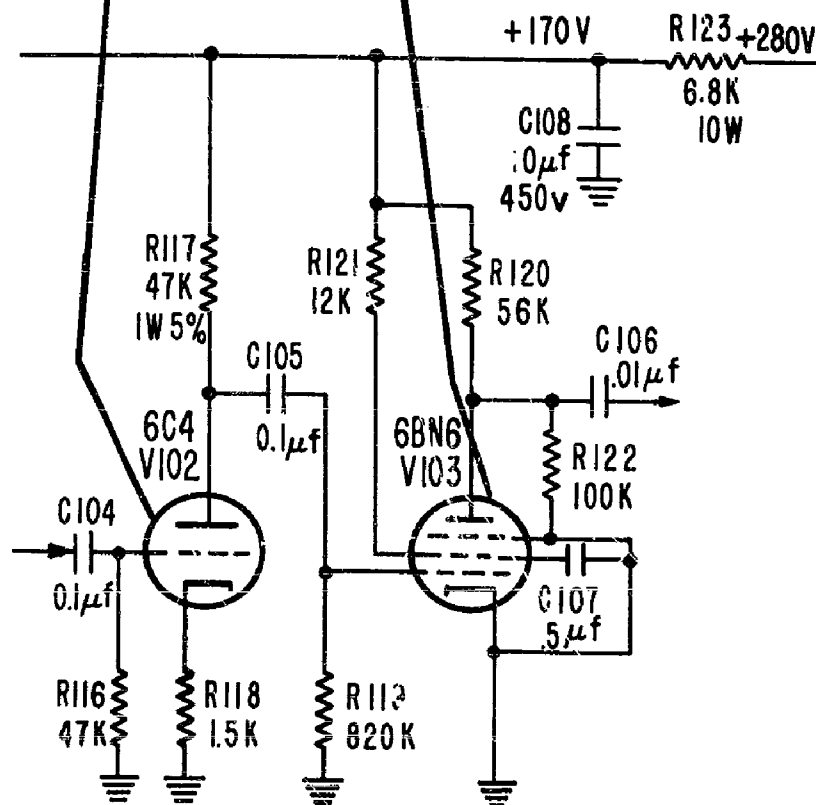 +170V
R123
+280V
6.8K
10W
C108
0µf
450v
R117
47K
1W 5%
R121
12K
R120
56K
C105
0.1µf
C106
.01µf
6C4
V102
6BN6
V103
R122
100K
C104
0.1µf
C107
.5µf
R116
47K
R118
1.5K
R119
820K